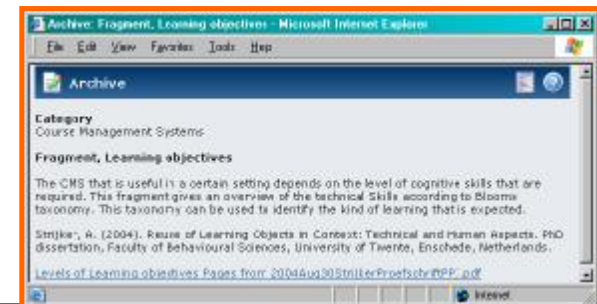 Archive: Fragment, Learning objectives - Microsoft Internet Explorer
File Edit View Favorites Tools Help
Archive
Category
Course Management Systems
Fragment, Learning objectives
The CMS that is useful in a certain setting depends on the level of cognitive skills that are
required. This fragment gives an overview of the technical Skills according to Blooms
taxonomy. This taxonomy can be used to identify the kind of learning that is expected.
Strijker, A. (2004). Reuse of Learning Objects in Context: Technical and Human Aspects. PhD
dissertation, Faculty of Behavioural Sciences, University of Twente, Enschede, Netherlands.
Levels of Learning objectives Pages from 2004Aug30StrijkerProefschriftPP.pdf
Internet